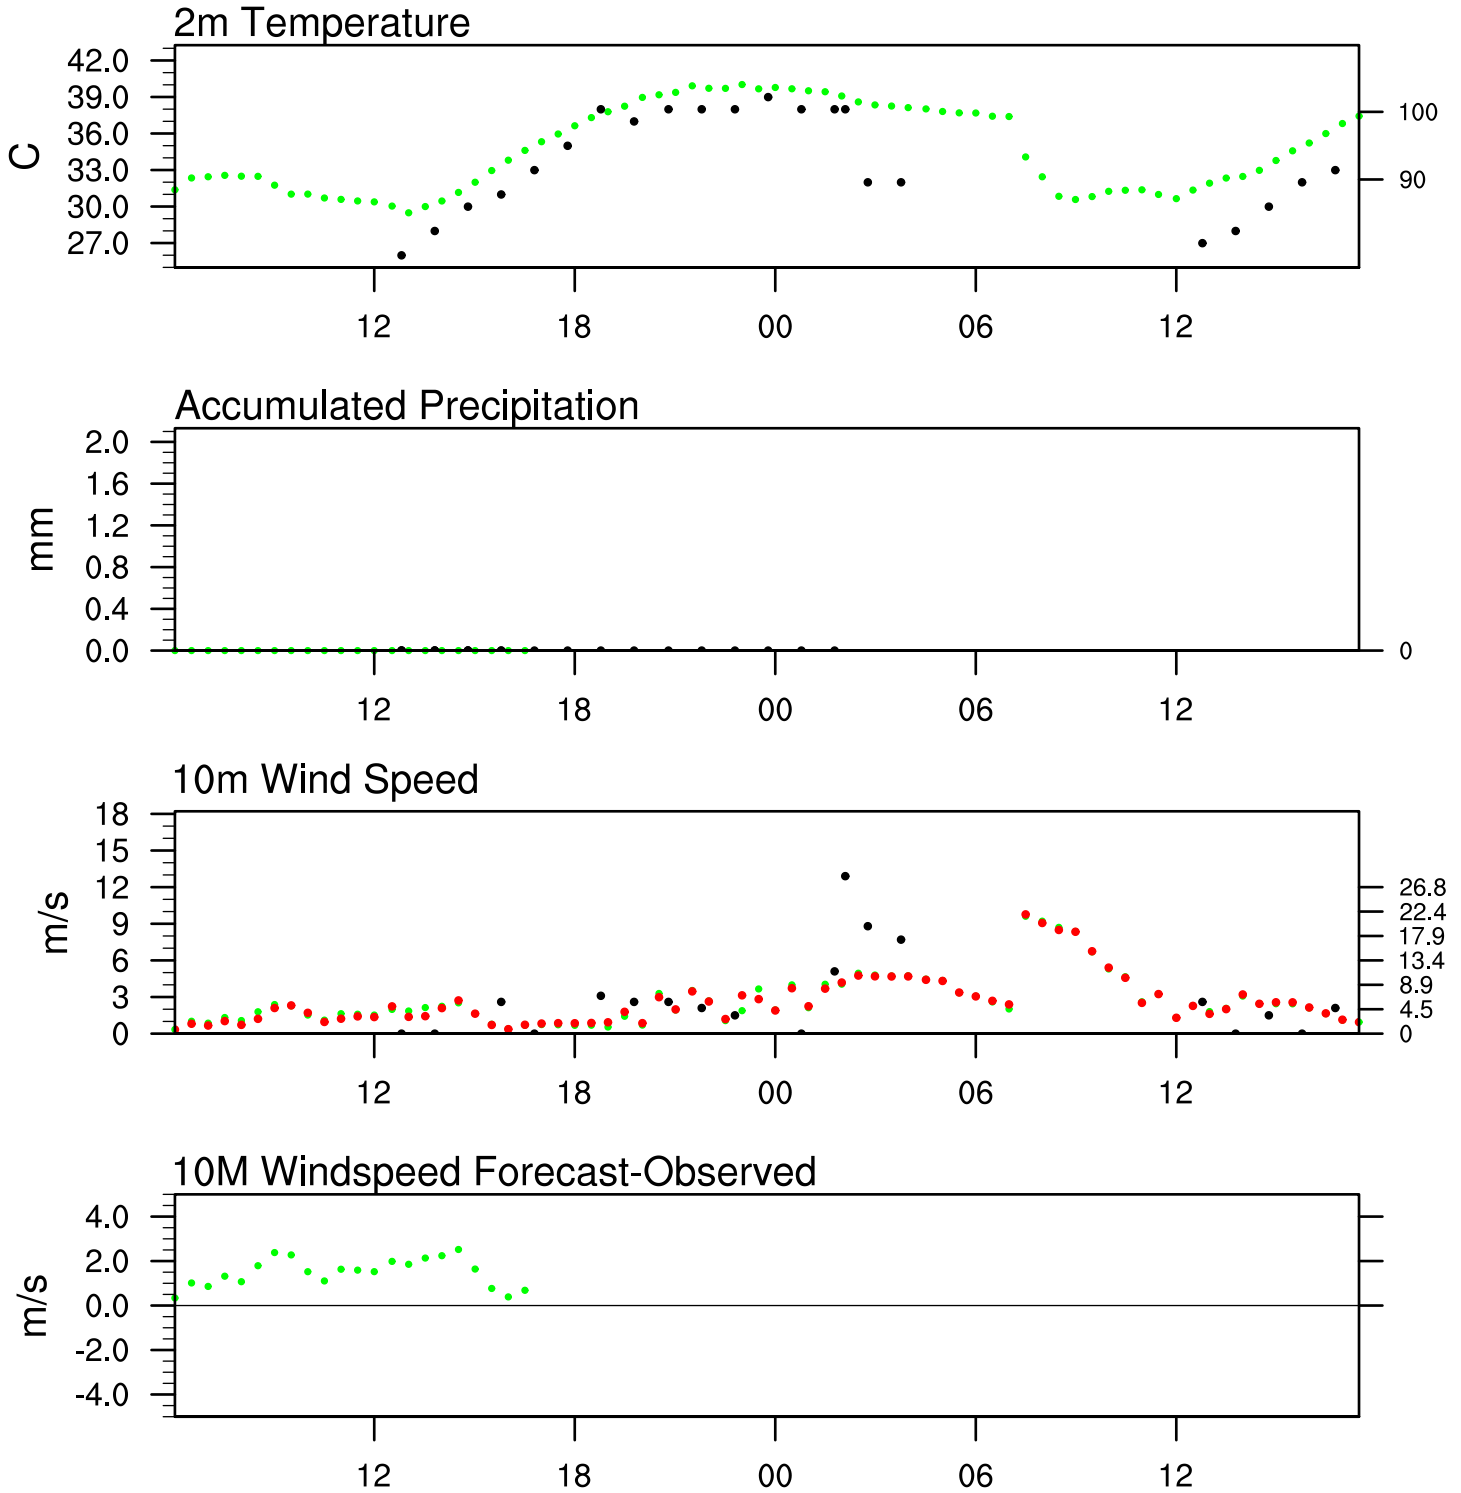 2m Temperature
42.0
39.0
36.0
33.0
30.0
27.0
C
100
90
12 18 00 06 12
Accumulated Precipitation
2.0
1.6
1.2
0.8
0.4
0.0
mm
0
12 18 00 06 12
10m Wind Speed
18
15
12
9
6
3
0
m/s
26.8
22.4
17.9
13.4
8.9
4.5
0
12 18 00 06 12
10M Windspeed Forecast-Observed
4.0
2.0
0.0
-2.0
-4.0
m/s
12 18 00 06 12